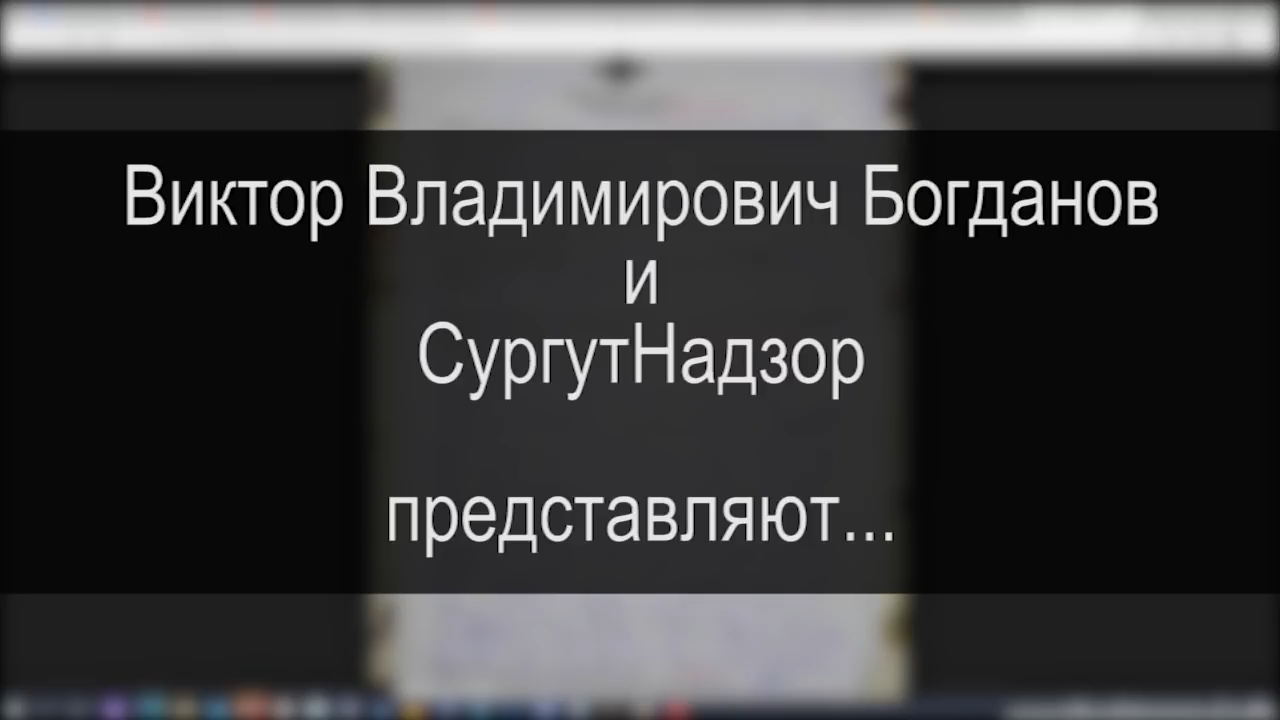 Виктор Владимирович Богданов
и
СургутНадзор
представляют...